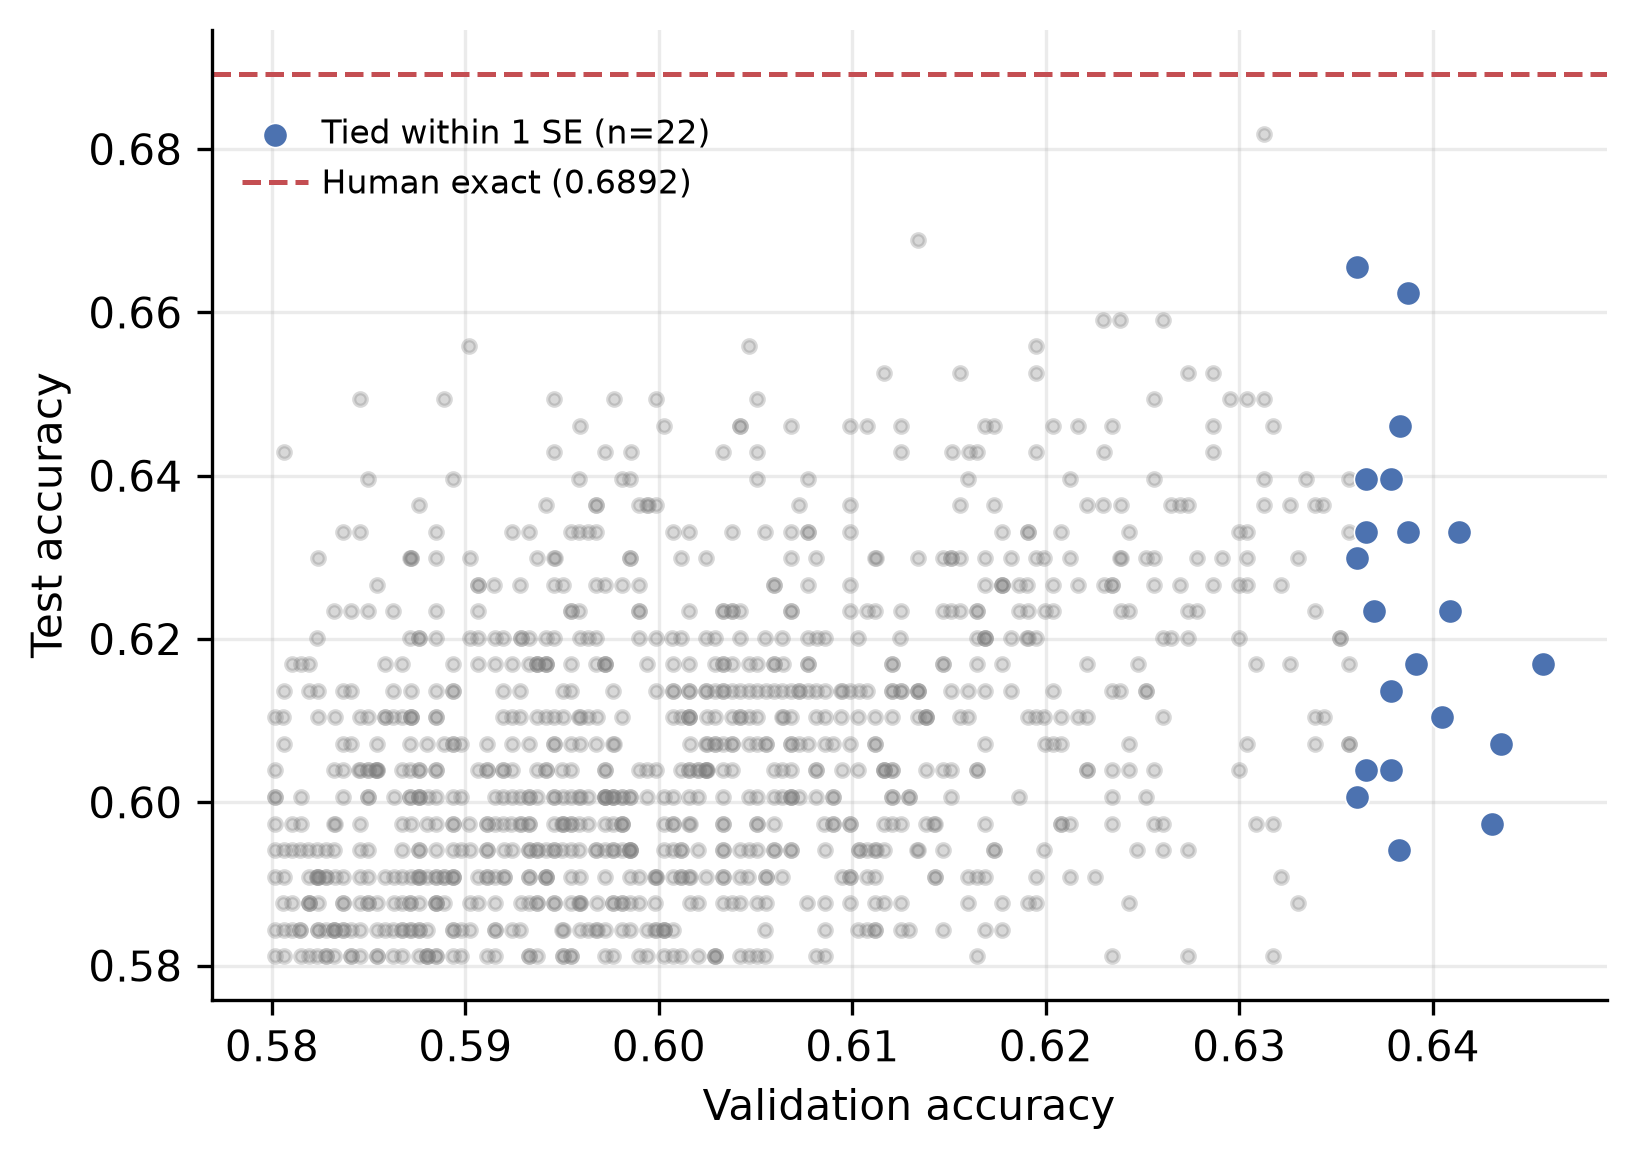 Tied within 1 SE (n=22)
Human exact (0.6892)
Test accuracy
0.68
0.66
0.64
0.62
0.60
0.58
0.58 0.59 0.60 0.61 0.62 0.63 0.64
Validation accuracy